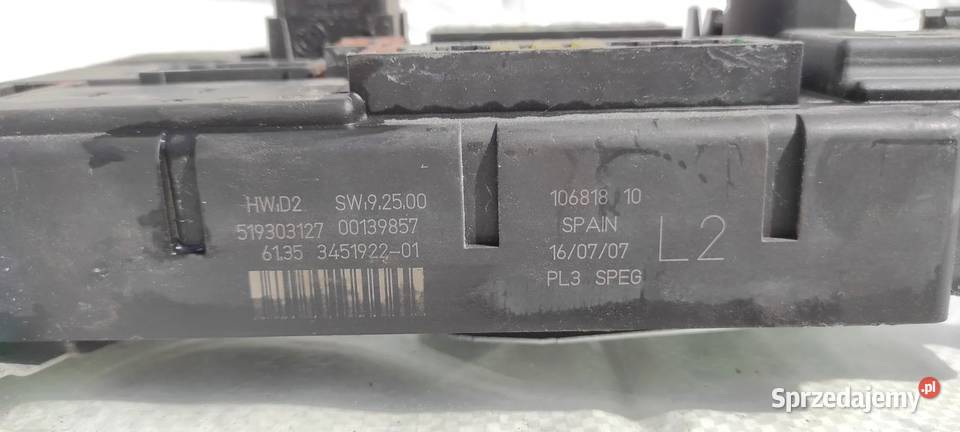 HW:D2 SW:9.25.00
519303127 00139857
61.35 3451922-01
106818 10
SPAIN
16/07/07
PL3 SPEG
L2
Sprzedajemy.pl